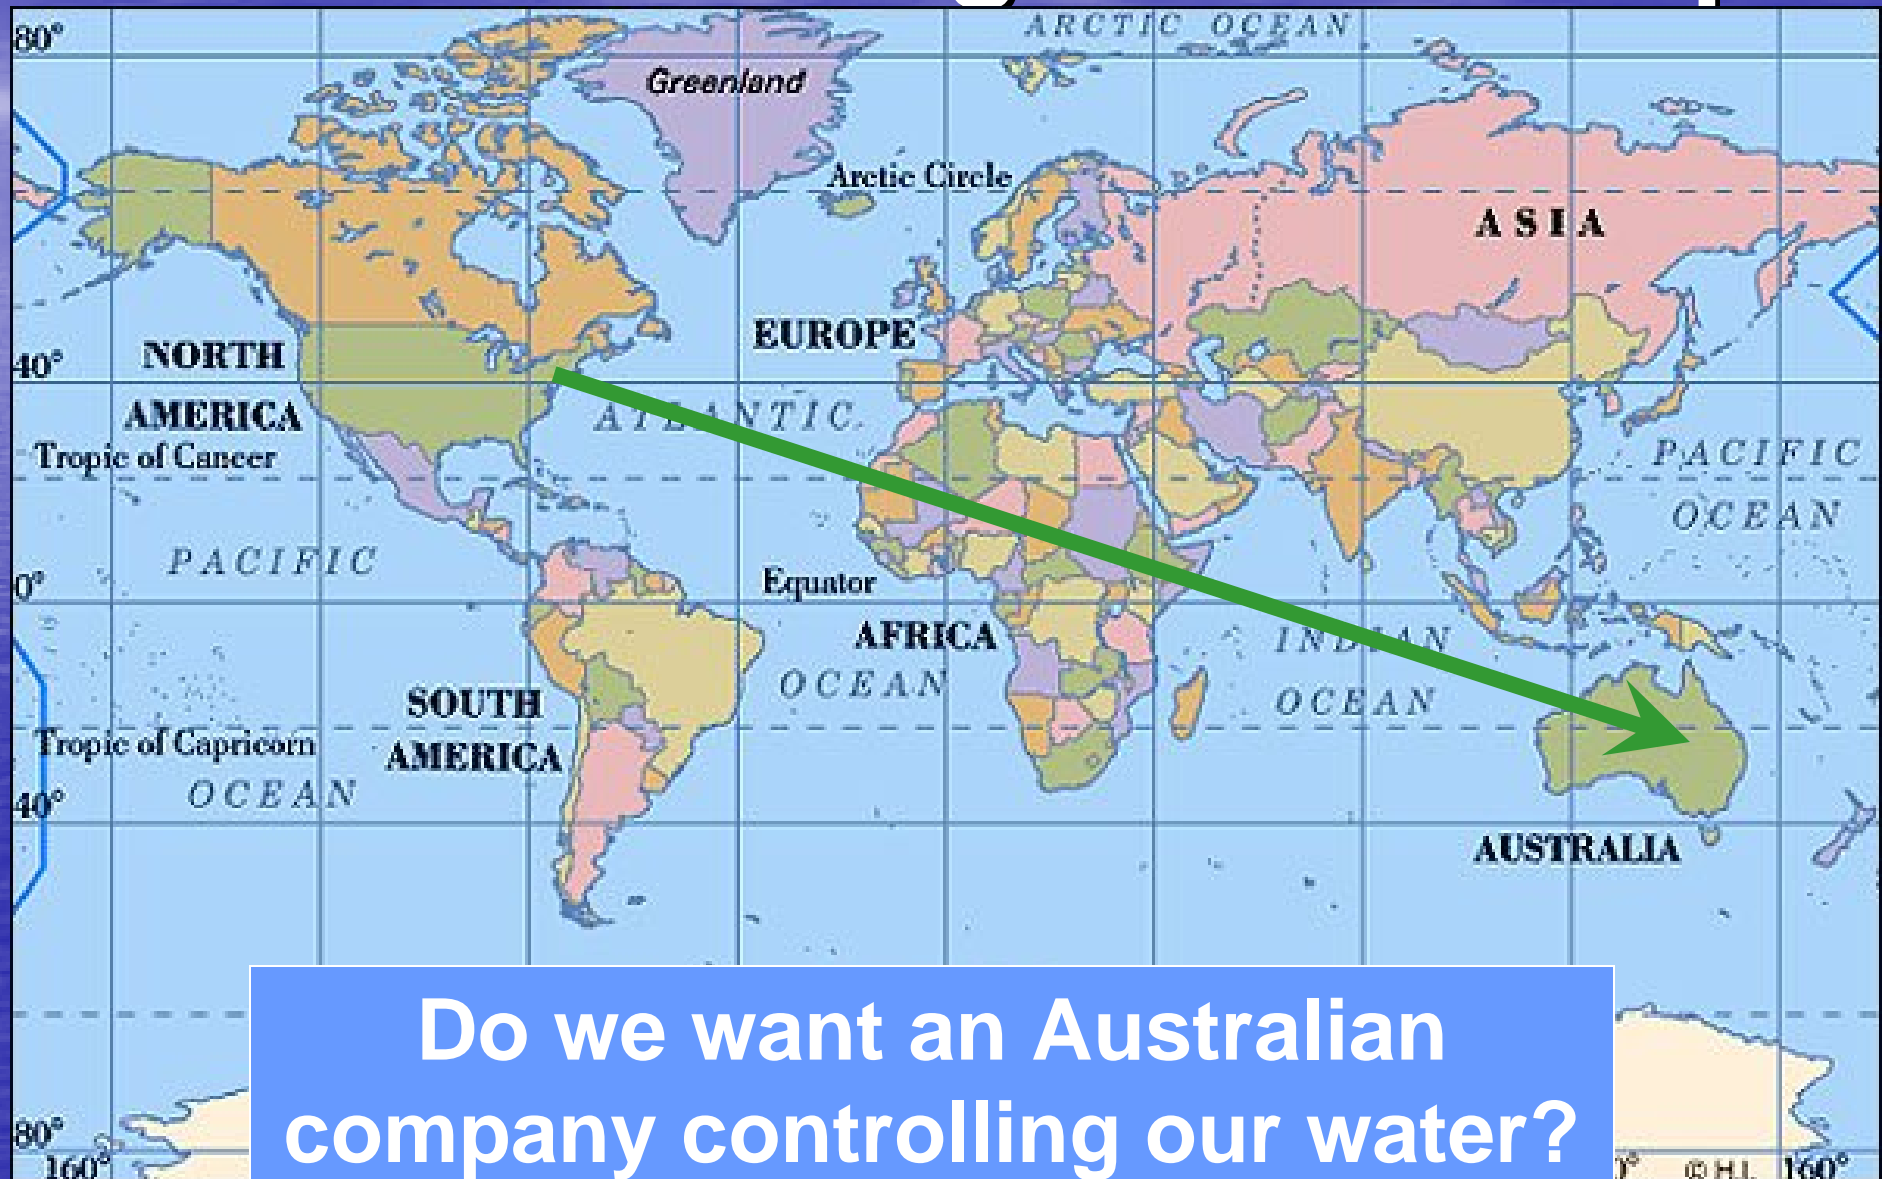 ARCTIC OCEAN
80°
Greenland
Arctic Circle
ASIA
EUROPE
NORTH
AMERICA
40°
ATLANTIC
Tropic of Cancer
PACIFIC
OCEAN
PACIFIC
0°
Equator
AFRICA
INDIAN
OCEAN
OCEAN
SOUTH
AMERICA
Tropic of Capricorn
OCEAN
40°
AUSTRALIA
Do we want an Australian
company controlling our water?
80°
160°
© H.I.
160°